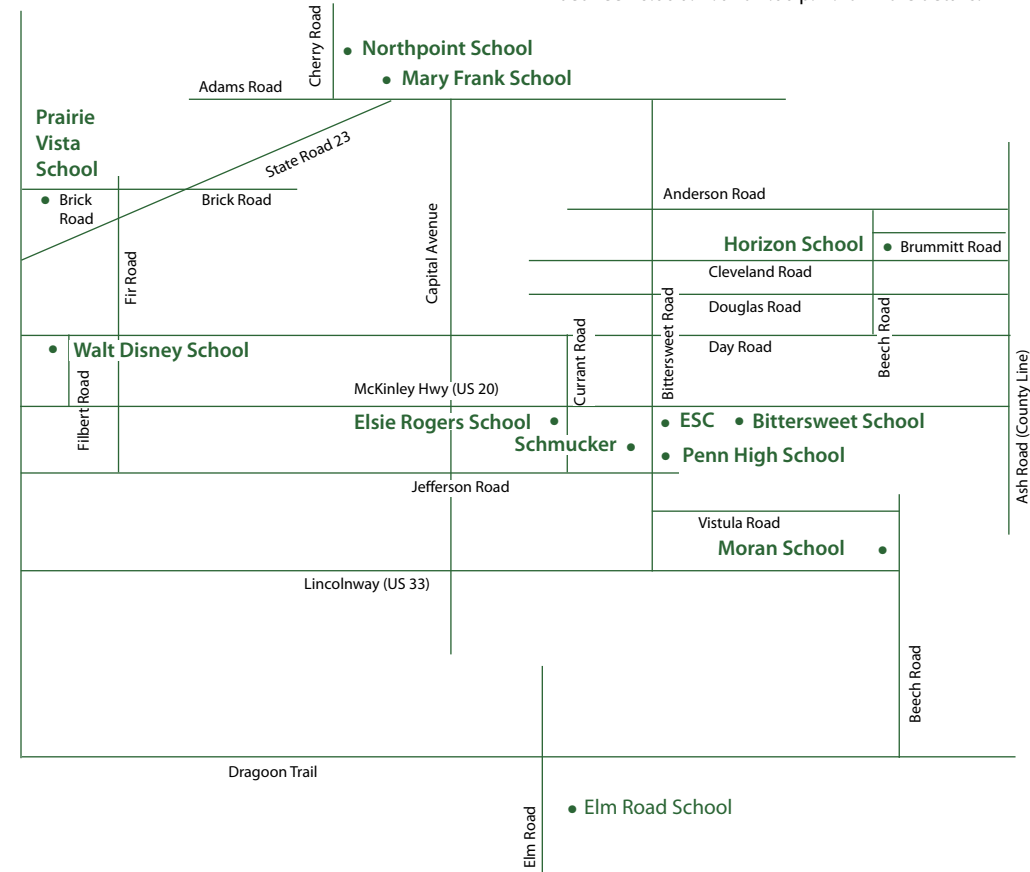 Cherry Road
Northpoint School
Mary Frank School
Adams Road
Prairie
Vista
School
State Road 23
Brick
Road
Brick Road
Anderson Road
Capital Avenue
Fir Road
Horizon School
Brummitt Road
Cleveland Road
Bittersweet Road
Douglas Road
Beech Road
Currant Road
Day Road
Walt Disney School
Filbert Road
McKinley Hwy (US 20)
Ash Road (County Line)
Elsie Rogers School
ESC
Bittersweet School
Schmucker
Penn High School
Jefferson Road
Vistula Road
Moran School
Lincolnway (US 33)
Beech Road
Dragoon Trail
Elm Road
Elm Road School